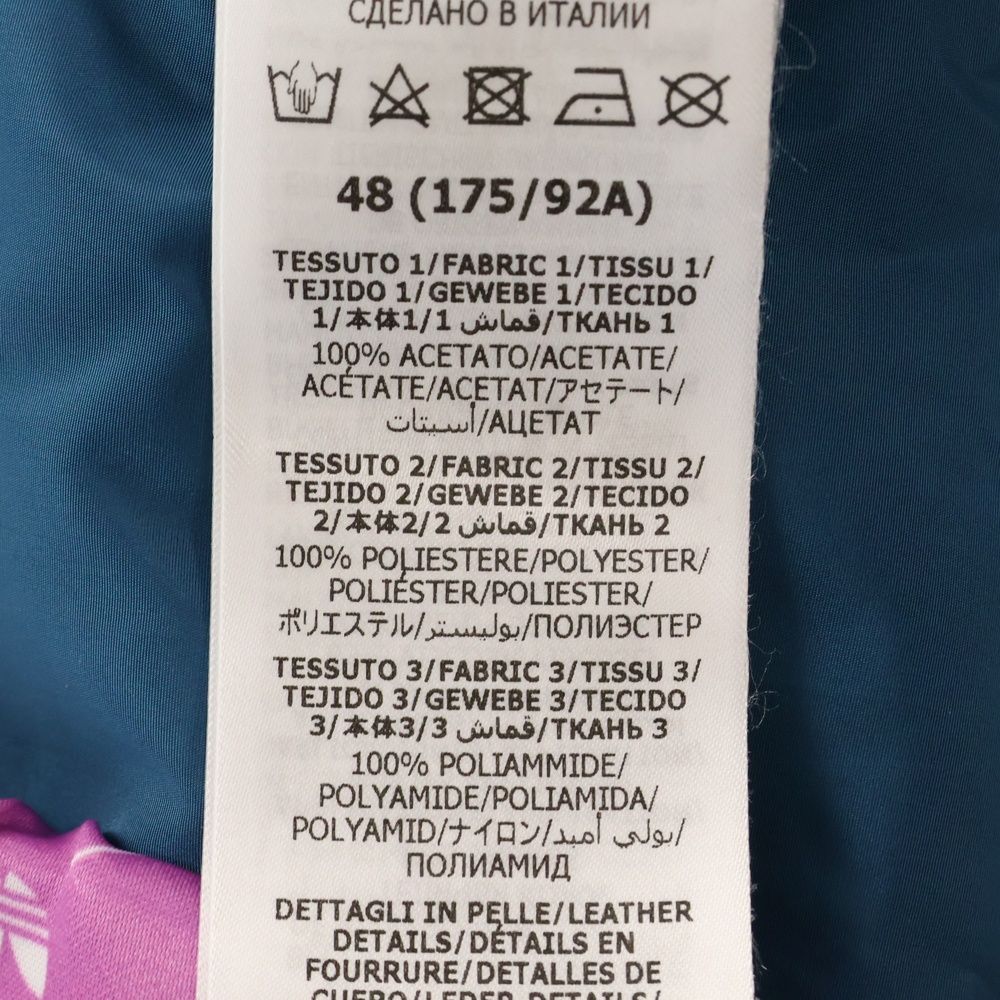 СДЕЛАНО В ИТАЛИИ
48 (175/92A)
TESSUTO 1/FABRIC 1/TISSU 1/
TEJIDO 1/GEWEBE 1/TECIDO
1/本体1/1 قماش/ТКАНЬ 1
100% ACETATO/ACETATE/
ACÉTATE/ACETAT/アセテート/
أسيتات/АЦЕТАТ
TESSUTO 2/FABRIC 2/TISSU 2/
TEJIDO 2/GEWEBE 2/TECIDO
2/本体2/2 قماش/ТКАНЬ 2
100% POLIESTERE/POLYESTER/
POLIÉSTER/POLIESTER/
ポリエステル/بوليستر/ПОЛИЭСТЕР
TESSUTO 3/FABRIC 3/TISSU 3/
TEJIDO 3/GEWEBE 3/TECIDO
3/本体3/3 قماش/ТКАНЬ 3
100% POLIAMMIDE/
POLYAMIDE/POLIAMIDA/
POLYAMID/ナイロン/بولي أميد/
ПОЛИАМИД
DETTAGLI IN PELLE/LEATHER
DETAILS/DÉTAILS EN
FOURRURE/DETALLES DE
CUERO/LEDER-DETAILS/